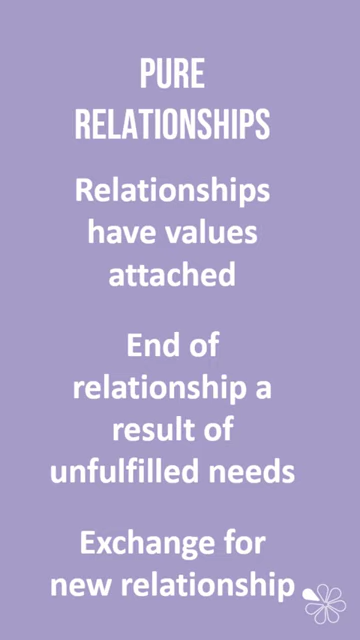 PURE
RELATIONSHIPS
Relationships
have values
attached
End of
relationship a
result of
unfulfilled needs
Exchange for
new relationship